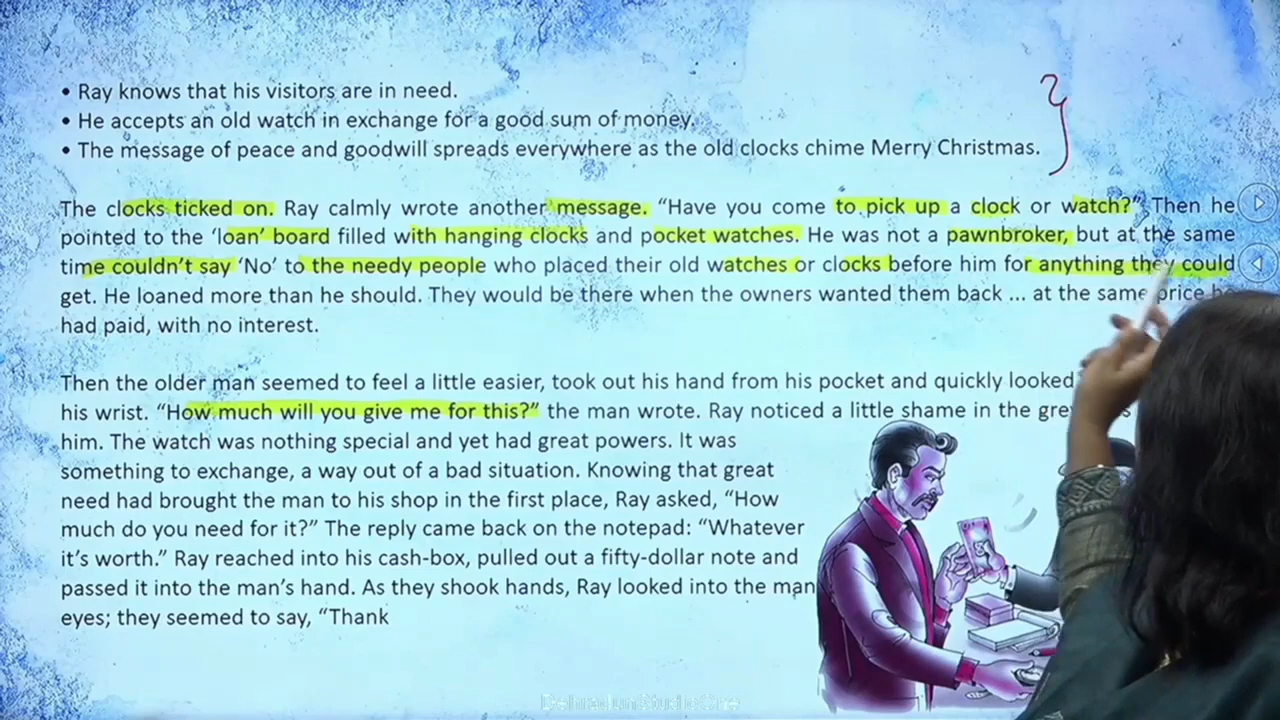 • Ray knows that his visitors are in need.
• He accepts an old watch in exchange for a good sum of money.
• The message of peace and goodwill spreads everywhere as the old clocks chime Merry Christmas.
The clocks ticked on. Ray calmly wrote another message. “Have you come to pick up a clock or watch?” Then he
pointed to the ‘loan’ board filled with hanging clocks and pocket watches. He was not a pawnbroker, but at the same
time couldn’t say ‘No’ to the needy people who placed their old watches or clocks before him for anything they could
get. He loaned more than he should. They would be there when the owners wanted them back ... at the same price he
had paid, with no interest.
Then the older man seemed to feel a little easier, took out his hand from his pocket and quickly looked
his wrist. “How much will you give me for this?” the man wrote. Ray noticed a little shame in the
him. The watch was nothing special and yet had great powers. It was
something to exchange, a way out of a bad situation. Knowing that great
need had brought the man to his shop in the first place, Ray asked, “How
much do you need for it?” The reply came back on the notepad: “Whatever
it’s worth.” Ray reached into his cash-box, pulled out a fifty-dollar note and
passed it into the man’s hand. As they shook hands, Ray looked into the man
eyes; they seemed to say, “Thank